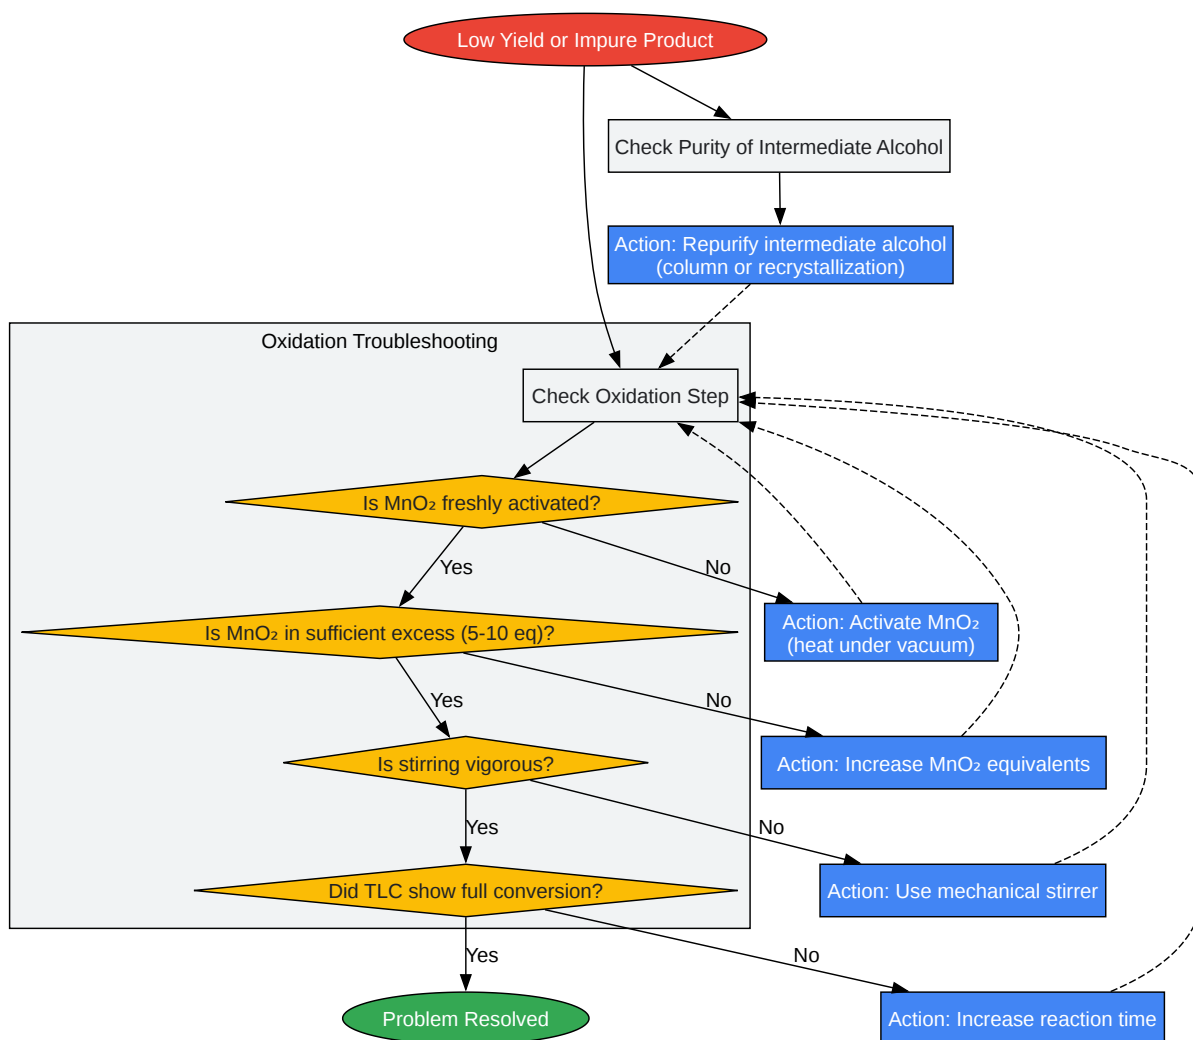 Low Yield or Impure Product
Check Purity of Intermediate Alcohol
Action: Repurify intermediate alcohol
(column or recrystallization)
Oxidation Troubleshooting
Check Oxidation Step
Is MnO₂ freshly activated?
Yes
No
Action: Activate MnO₂
(heat under vacuum)
Is MnO₂ in sufficient excess (5-10 eq)?
Yes
No
Action: Increase MnO₂ equivalents
Is stirring vigorous?
Yes
No
Action: Use mechanical stirrer
Did TLC show full conversion?
Yes
No
Problem Resolved
Action: Increase reaction time